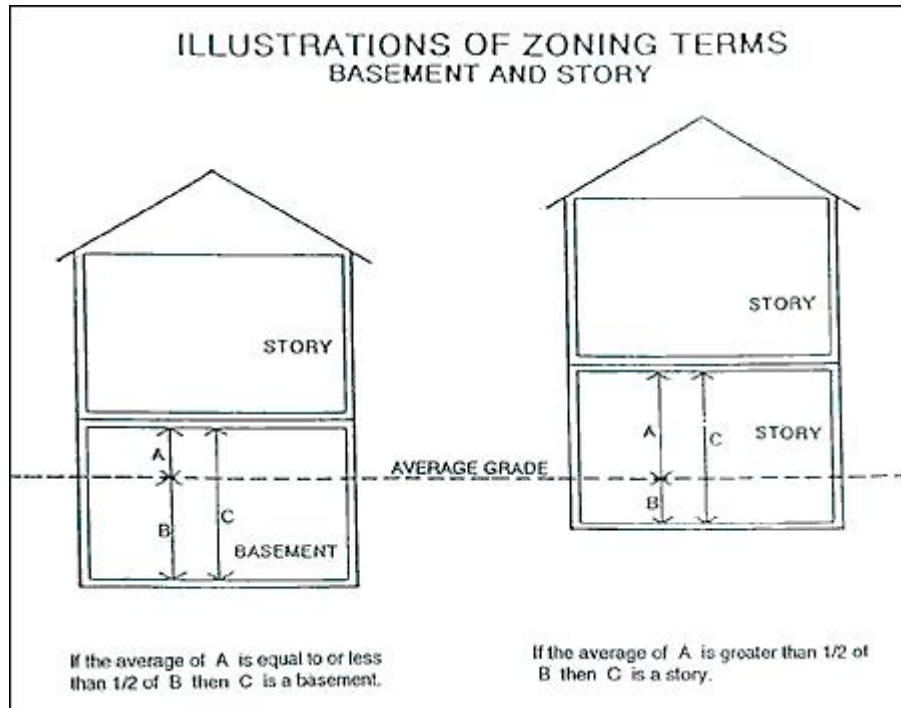 ILLUSTRATIONS OF ZONING TERMS
BASEMENT AND STORY
STORY
A
B
C
BASEMENT
AVERAGE GRADE
STORY
A
C
STORY
B
If the average of A is equal to or less
than 1/2 of B then C is a basement.
If the average of A is greater than 1/2 of
B then C is a story.